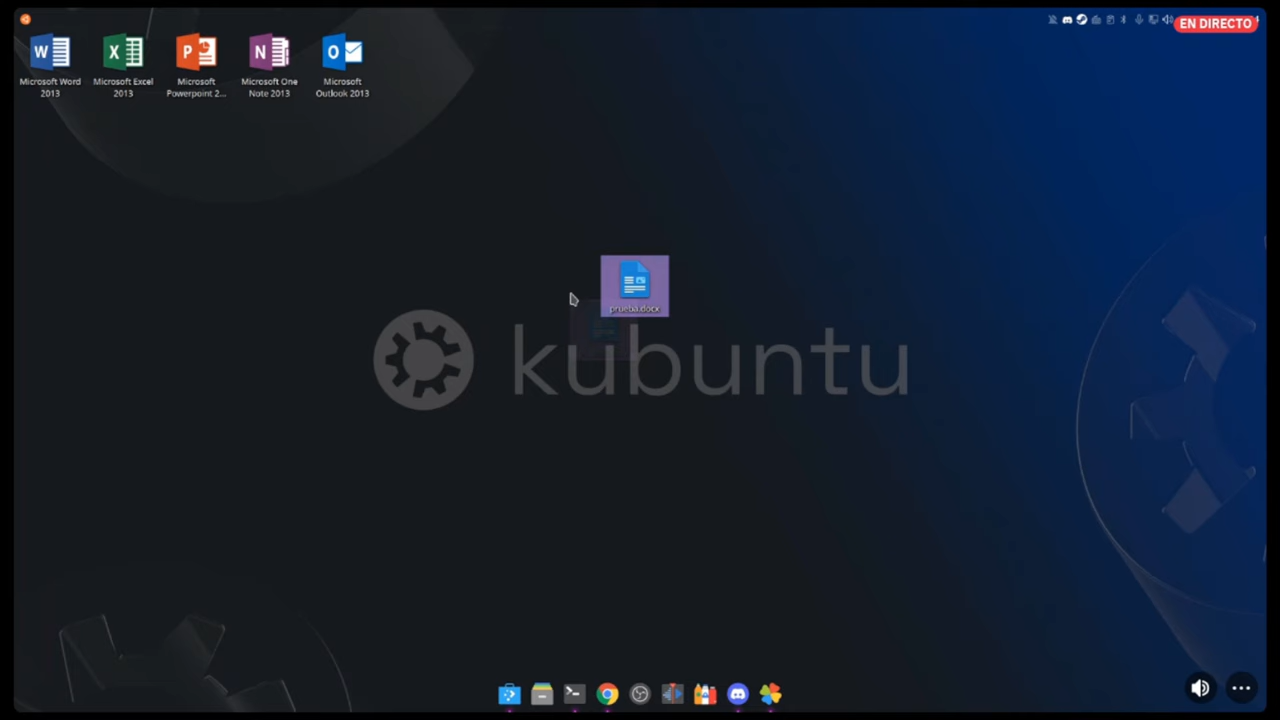 EN DIRECTO
W
X
P
N
O
Microsoft Word
2013
Microsoft Excel
2013
Microsoft
Powerpoint 2...
Microsoft One
Note 2013
Microsoft
Outlook 2013
prueba.docx
kubuntu